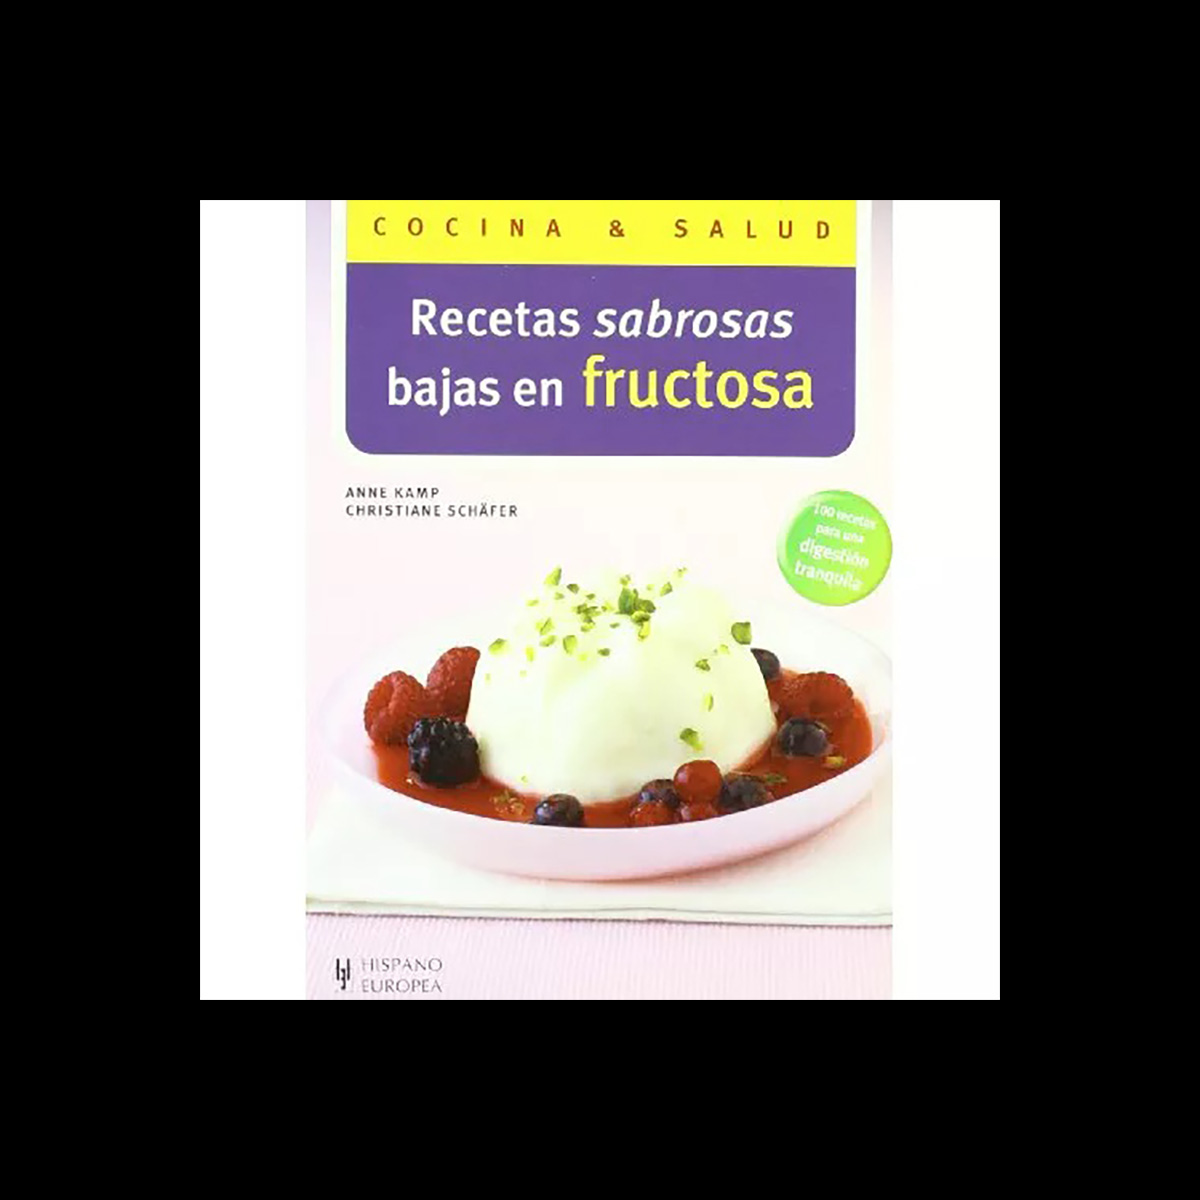 COCINA & SALUD
Recetas sabrosas
bajas en fructosa
ANNE KAMP
CHRISTIANE SCHÄFER
100 recetas
para una
digestión
tranquila
HISPANO
EUROPEA